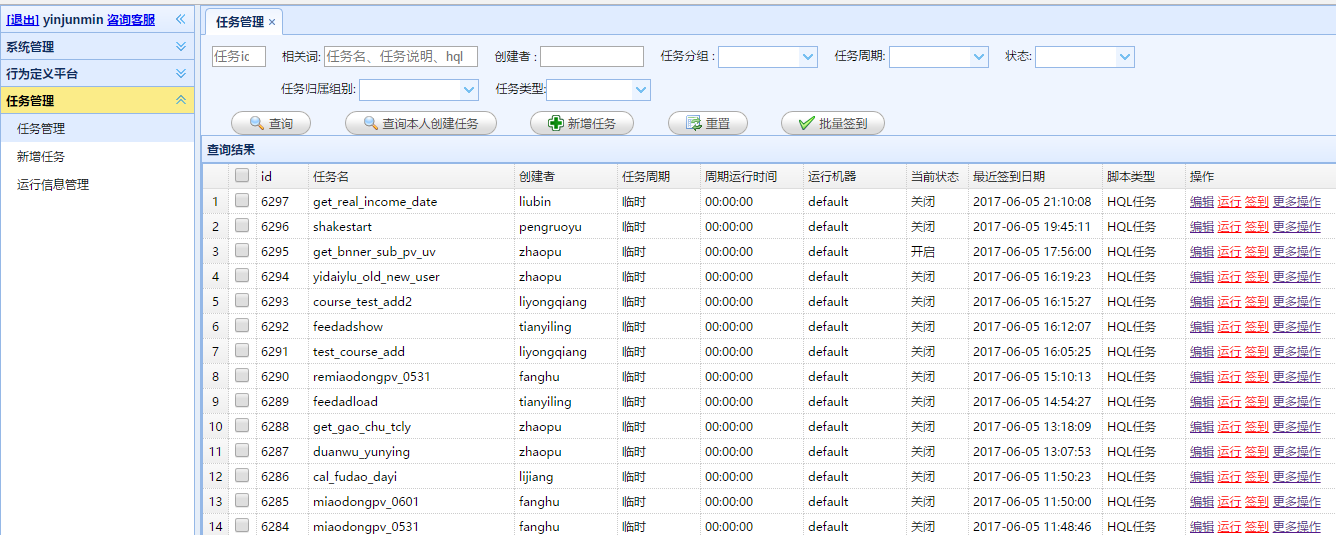 [退出] yinjunmin 咨询客服
系统管理
行为定义平台
任务管理
任务管理
新增任务
运行信息管理
任务管理
任务id 相关词: 任务名、任务说明、hql 创建者 : 任务分组 : 任务周期: 状态:
任务归属组别: 任务类型:
查询 查询本人创建任务 新增任务 重置 批量签到
查询结果
id 任务名 创建者 任务周期 周期运行时间 运行机器 当前状态 最近签到日期 脚本类型 操作
1 6297 get_real_income_date liubin 临时 00:00:00 default 关闭 2017-06-05 21:10:08 HQL任务 编辑 运行 签到 更多操作
2 6296 shakestart pengruoyu 临时 00:00:00 default 关闭 2017-06-05 19:45:11 HQL任务 编辑 运行 签到 更多操作
3 6295 get_bnner_sub_pv_uv zhaopu 临时 00:00:00 default 开启 2017-06-05 17:56:00 HQL任务 编辑 运行 签到 更多操作
4 6294 yidaiylu_old_new_user zhaopu 临时 00:00:00 default 关闭 2017-06-05 16:19:23 HQL任务 编辑 运行 签到 更多操作
5 6293 course_test_add2 liyongqiang 临时 00:00:00 default 关闭 2017-06-05 16:15:27 HQL任务 编辑 运行 签到 更多操作
6 6292 feedadshow tianyiling 临时 00:00:00 default 关闭 2017-06-05 16:12:07 HQL任务 编辑 运行 签到 更多操作
7 6291 test_course_add liyongqiang 临时 00:00:00 default 关闭 2017-06-05 16:05:25 HQL任务 编辑 运行 签到 更多操作
8 6290 remiaodongpv_0531 fanghu 临时 00:00:00 default 关闭 2017-06-05 15:10:13 HQL任务 编辑 运行 签到 更多操作
9 6289 feedadload tianyiling 临时 00:00:00 default 关闭 2017-06-05 14:54:27 HQL任务 编辑 运行 签到 更多操作
10 6288 get_gao_chu_tcly zhaopu 临时 00:00:00 default 关闭 2017-06-05 13:18:09 HQL任务 编辑 运行 签到 更多操作
11 6287 duanwu_yunying zhaopu 临时 00:00:00 default 关闭 2017-06-05 13:07:53 HQL任务 编辑 运行 签到 更多操作
12 6286 cal_fudao_dayi lijiang 临时 00:00:00 default 关闭 2017-06-05 11:50:23 HQL任务 编辑 运行 签到 更多操作
13 6285 miaodongpv_0601 fanghu 临时 00:00:00 default 关闭 2017-06-05 11:50:00 HQL任务 编辑 运行 签到 更多操作
14 6284 miaodongpv_0531 fanghu 临时 00:00:00 default 关闭 2017-06-05 11:48:46 HQL任务 编辑 运行 签到 更多操作